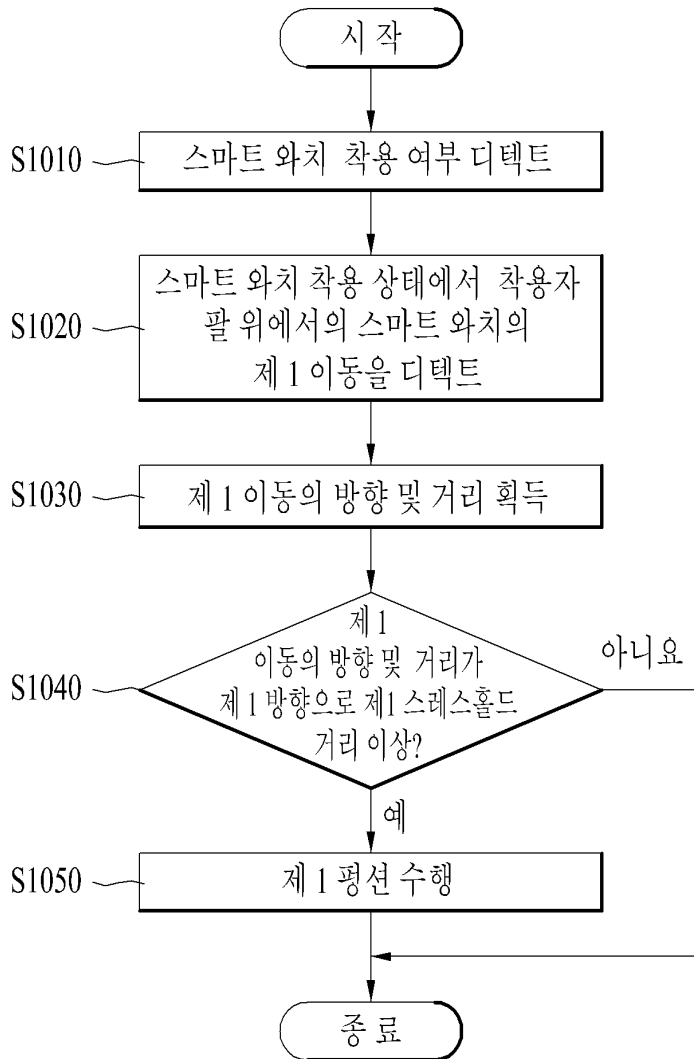 시 작
S1010
스마트 와치 착용 여부 디텍트
스마트 와치 착용 상태에서 착용자
S1020
팔 위에서의 스마트 와치의
제 1 이동을 디텍트
S1030
제 1 이동의 방향 및 거리 획득
제 1
아니요
이동의 방향 및 거리가
S1040
제 1 방향으로 제1 스레스홀드
거리 이상?
예
S1050
제 1 펑션 수행
종 료